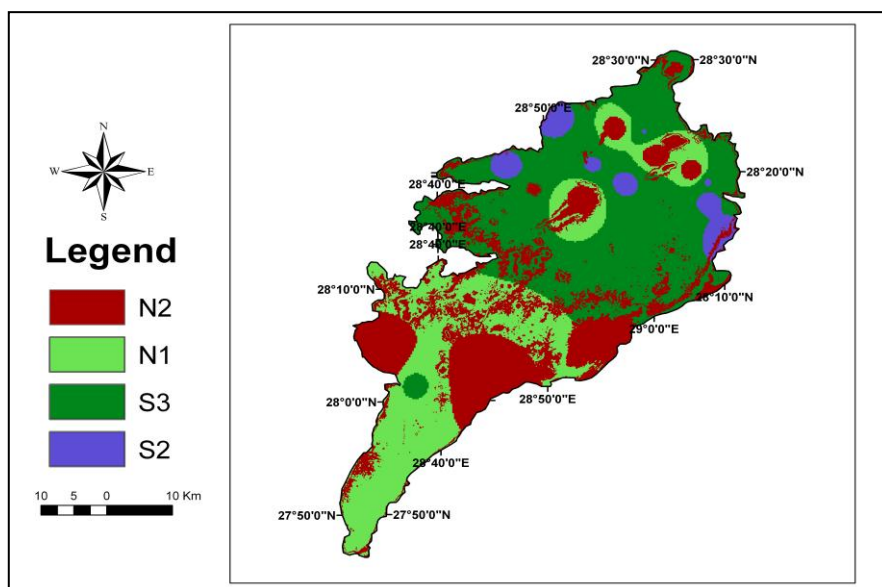 N
W E
S
Legend
N2
N1
S3
S2
10 5 0 10 Km
28°30'0"N 28°30'0"N
28°50'0"E
28°20'0"N
28°40'0"E
28°40'0"E
28°10'0"N
28°10'0"N
29°0'0"E
28°50'0"E
28°0'0"N
27°50'0"N 27°50'0"N